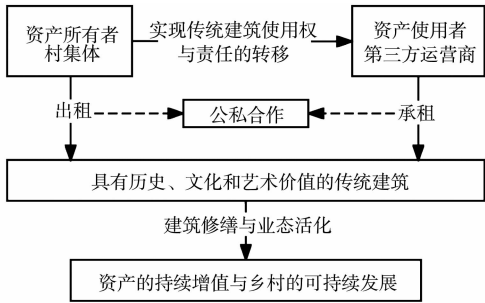 资产所有者
村集体
实现传统建筑使用权
与责任的转移
资产使用者
第三方运营商
出租
公私合作
承租
具有历史、文化和艺术价值的传统建筑
建筑修缮与业态活化
资产的持续增值与乡村的可持续发展